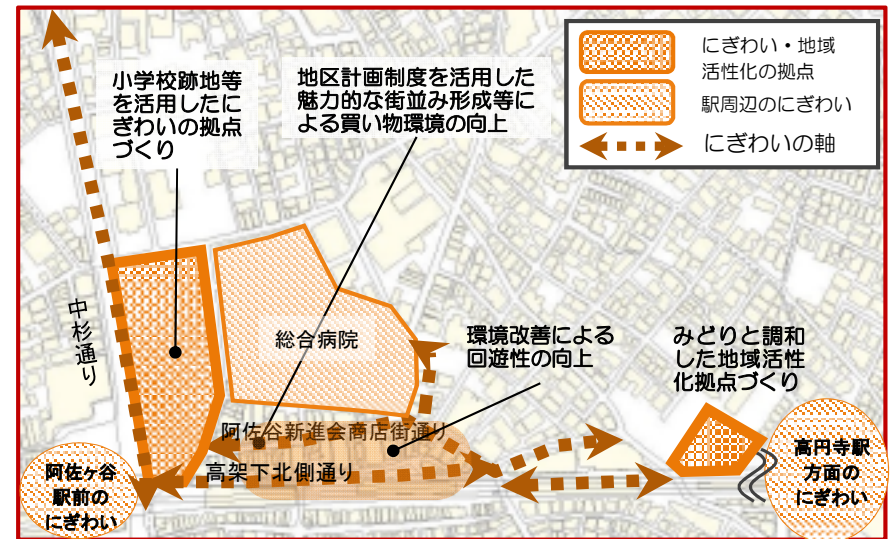 小学校跡地等
を活用したに
ぎわいの拠点
づくり
地区計画制度を活用した
魅力的な街並み形成等に
よる買い物環境の向上
にぎわい・地域
活性化の拠点
駅周辺のにぎわい
にぎわいの軸
中杉通り
総合病院
環境改善による
回遊性の向上
みどりと調和
した地域活性
化拠点づくり
阿佐谷新進会商店街通り
高架下北側通り
阿佐ヶ谷
駅前の
にぎわい
高円寺駅
方面の
にぎわい